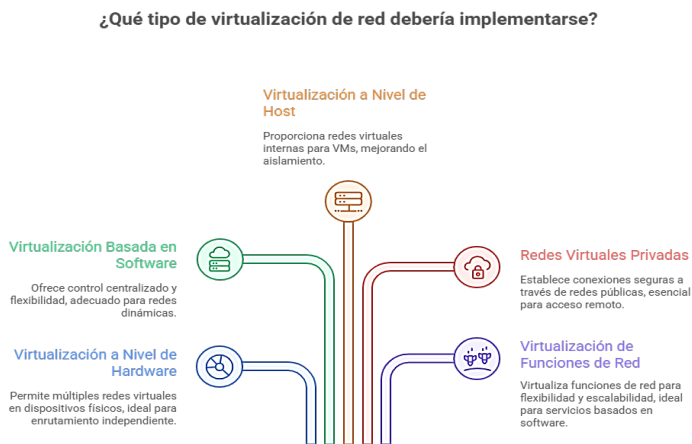 ¿Qué tipo de virtualización de red debería implementarse?
Virtualización a Nivel de
Host
Proporciona redes virtuales
internas para VMs, mejorando el
aislamiento.
Virtualización Basada en
Software
Ofrece control centralizado y
flexibilidad, adecuado para redes
dinámicas.
Redes Virtuales Privadas
Establece conexiones seguras a
través de redes públicas, esencial
para acceso remoto.
Virtualización a Nivel de
Hardware
Permite múltiples redes virtuales
en dispositivos físicos, ideal para
enrutamiento independiente.
Virtualización de
Funciones de Red
Virtualiza funciones de red para
flexibilidad y escalabilidad, ideal
para servicios basados en
software.